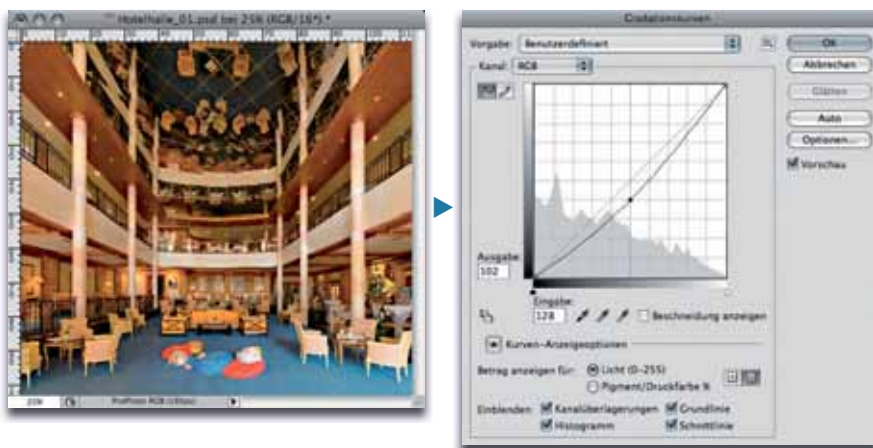 Hotelhalle_01.psd bei 25% (RGB/16*) *
25%
ProPhoto RGB (16bpc)
Gradationskurven
Vorgabe: Benutzerdefiniert
OK
Kanal: RGB
Abbrechen
Glätten
Auto
Optionen...
Vorschau
Ausgabe:
102
Eingabe:
128
Beschneidung anzeigen
Kurven-Anzeigeoptionen
Betrag anzeigen für: Licht (0-255)
Pigment/Druckfarbe %
Einblenden: Kanalüberlagerungen Grundlinie
Histogramm Schnittlinie